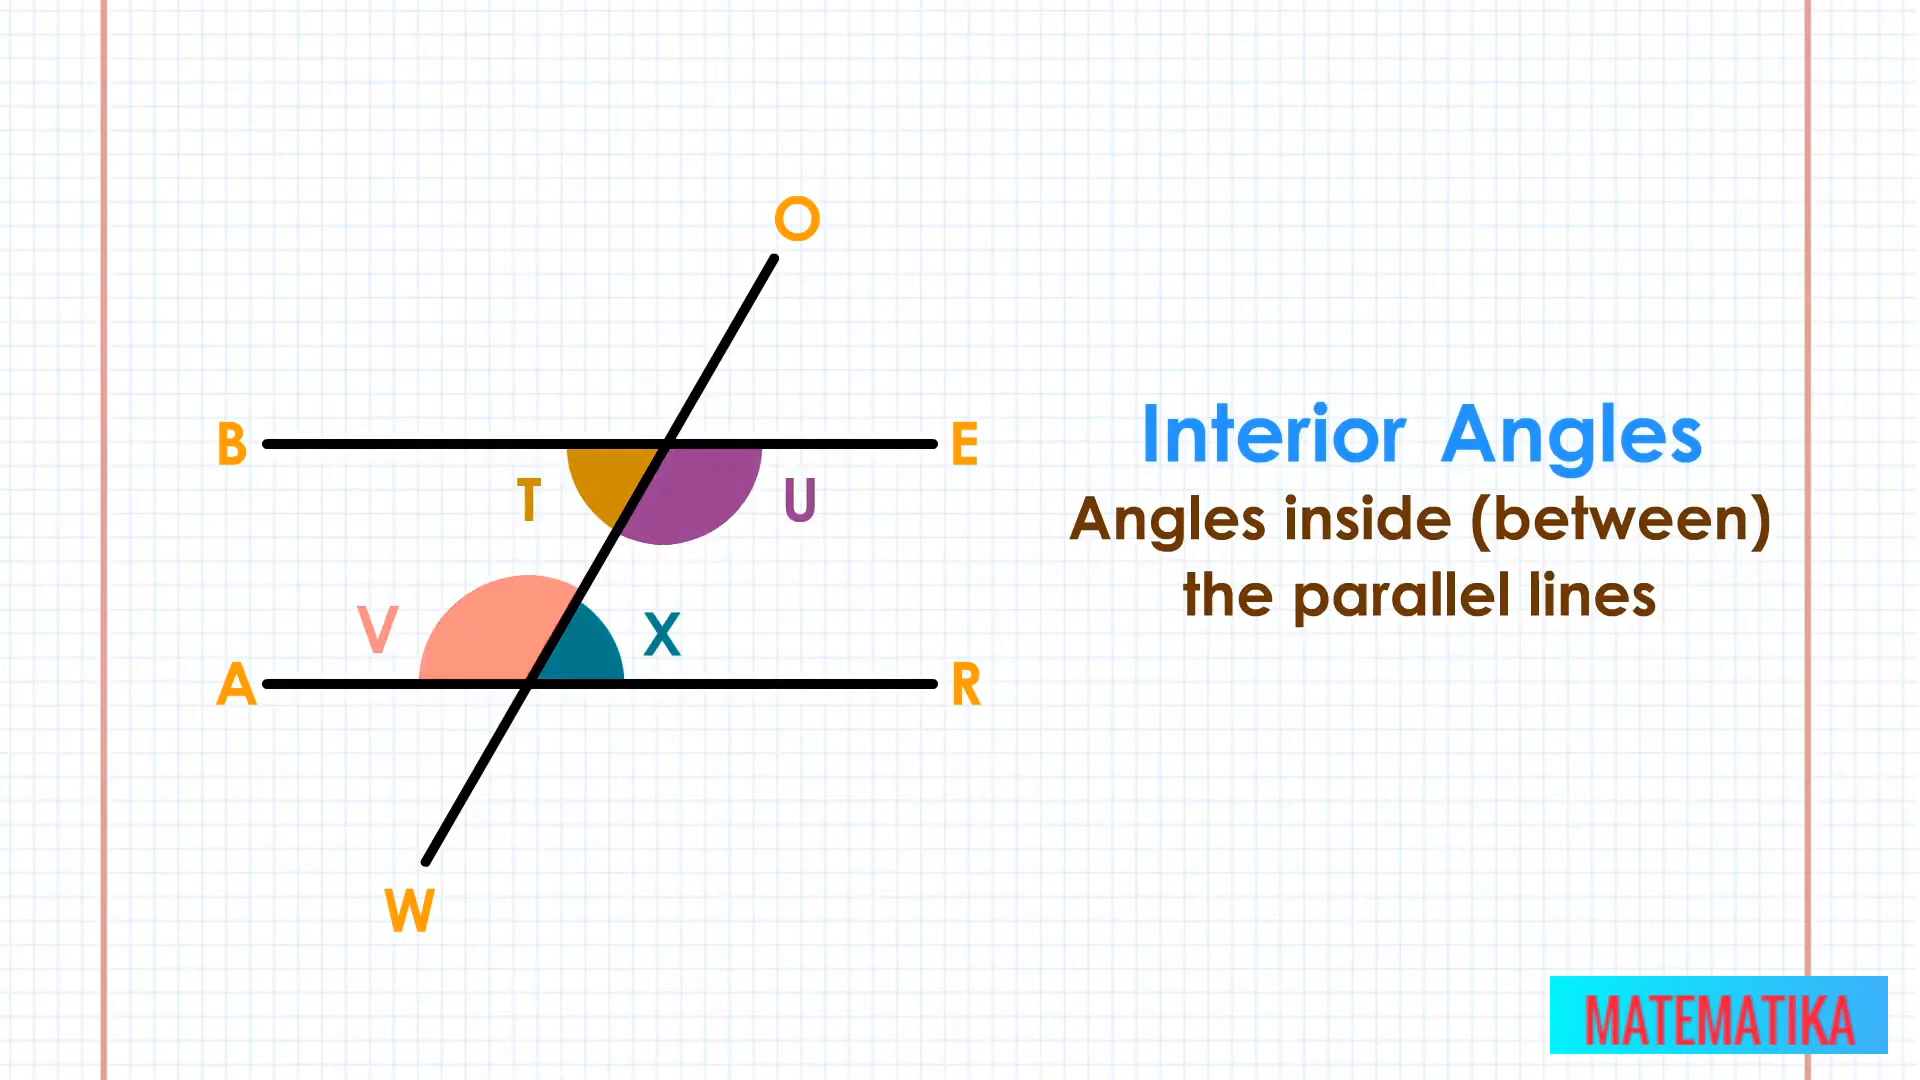 O
B
E
T
U
V
X
A
R
W
Interior Angles
Angles inside (between)
the parallel lines
MATEMATIKA